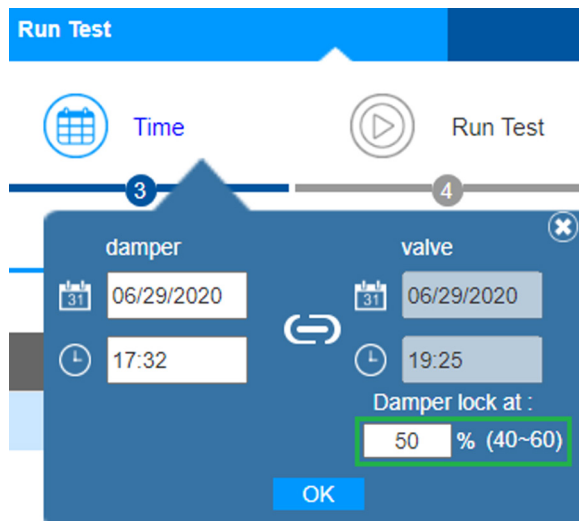 Run Test
Time
Run Test
3
4
damper
valve
31
06/29/2020
31
06/29/2020
17:32
19:25
Damper lock at :
50 % (40~60)
OK